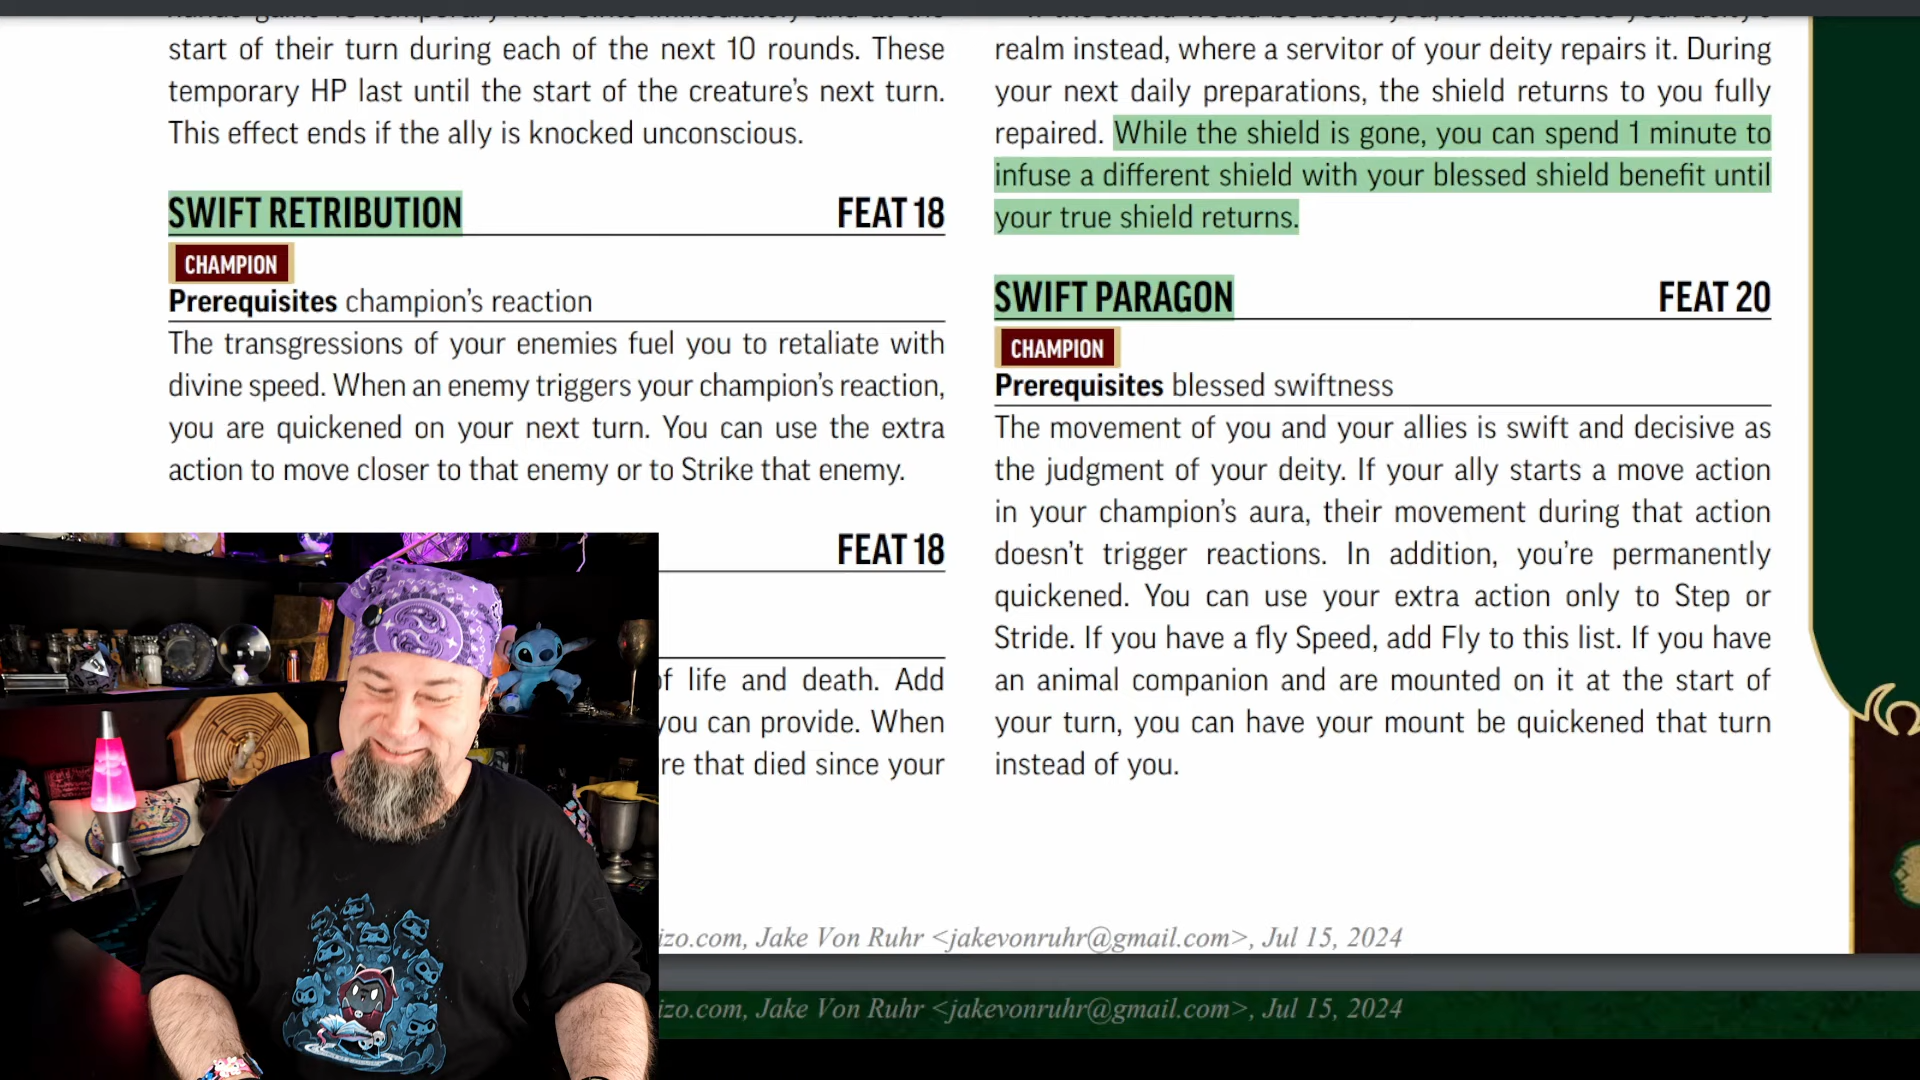 start of their turn during each of the next 10 rounds. These
temporary HP last until the start of the creature's next turn.
This effect ends if the ally is knocked unconscious.
SWIFT RETRIBUTION FEAT 18
CHAMPION
Prerequisites champion's reaction
The transgressions of your enemies fuel you to retaliate with
divine speed. When an enemy triggers your champion's reaction,
you are quickened on your next turn. You can use the extra
action to move closer to that enemy or to Strike that enemy.
FEAT 18
of life and death. Add
you can provide. When
re that died since your
realm instead, where a servitor of your deity repairs it. During
your next daily preparations, the shield returns to you fully
repaired. While the shield is gone, you can spend 1 minute to
infuse a different shield with your blessed shield benefit until
your true shield returns.
SWIFT PARAGON FEAT 20
CHAMPION
Prerequisites blessed swiftness
The movement of you and your allies is swift and decisive as
the judgment of your deity. If your ally starts a move action
in your champion's aura, their movement during that action
doesn't trigger reactions. In addition, you're permanently
quickened. You can use your extra action only to Step or
Stride. If you have a fly Speed, add Fly to this list. If you have
an animal companion and are mounted on it at the start of
your turn, you can have your mount be quickened that turn
instead of you.
izo.com, Jake Von Ruhr <jakevonruhr@gmail.com>, Jul 15, 2024
izo.com, Jake Von Ruhr <jakevonruhr@gmail.com>, Jul 15, 2024